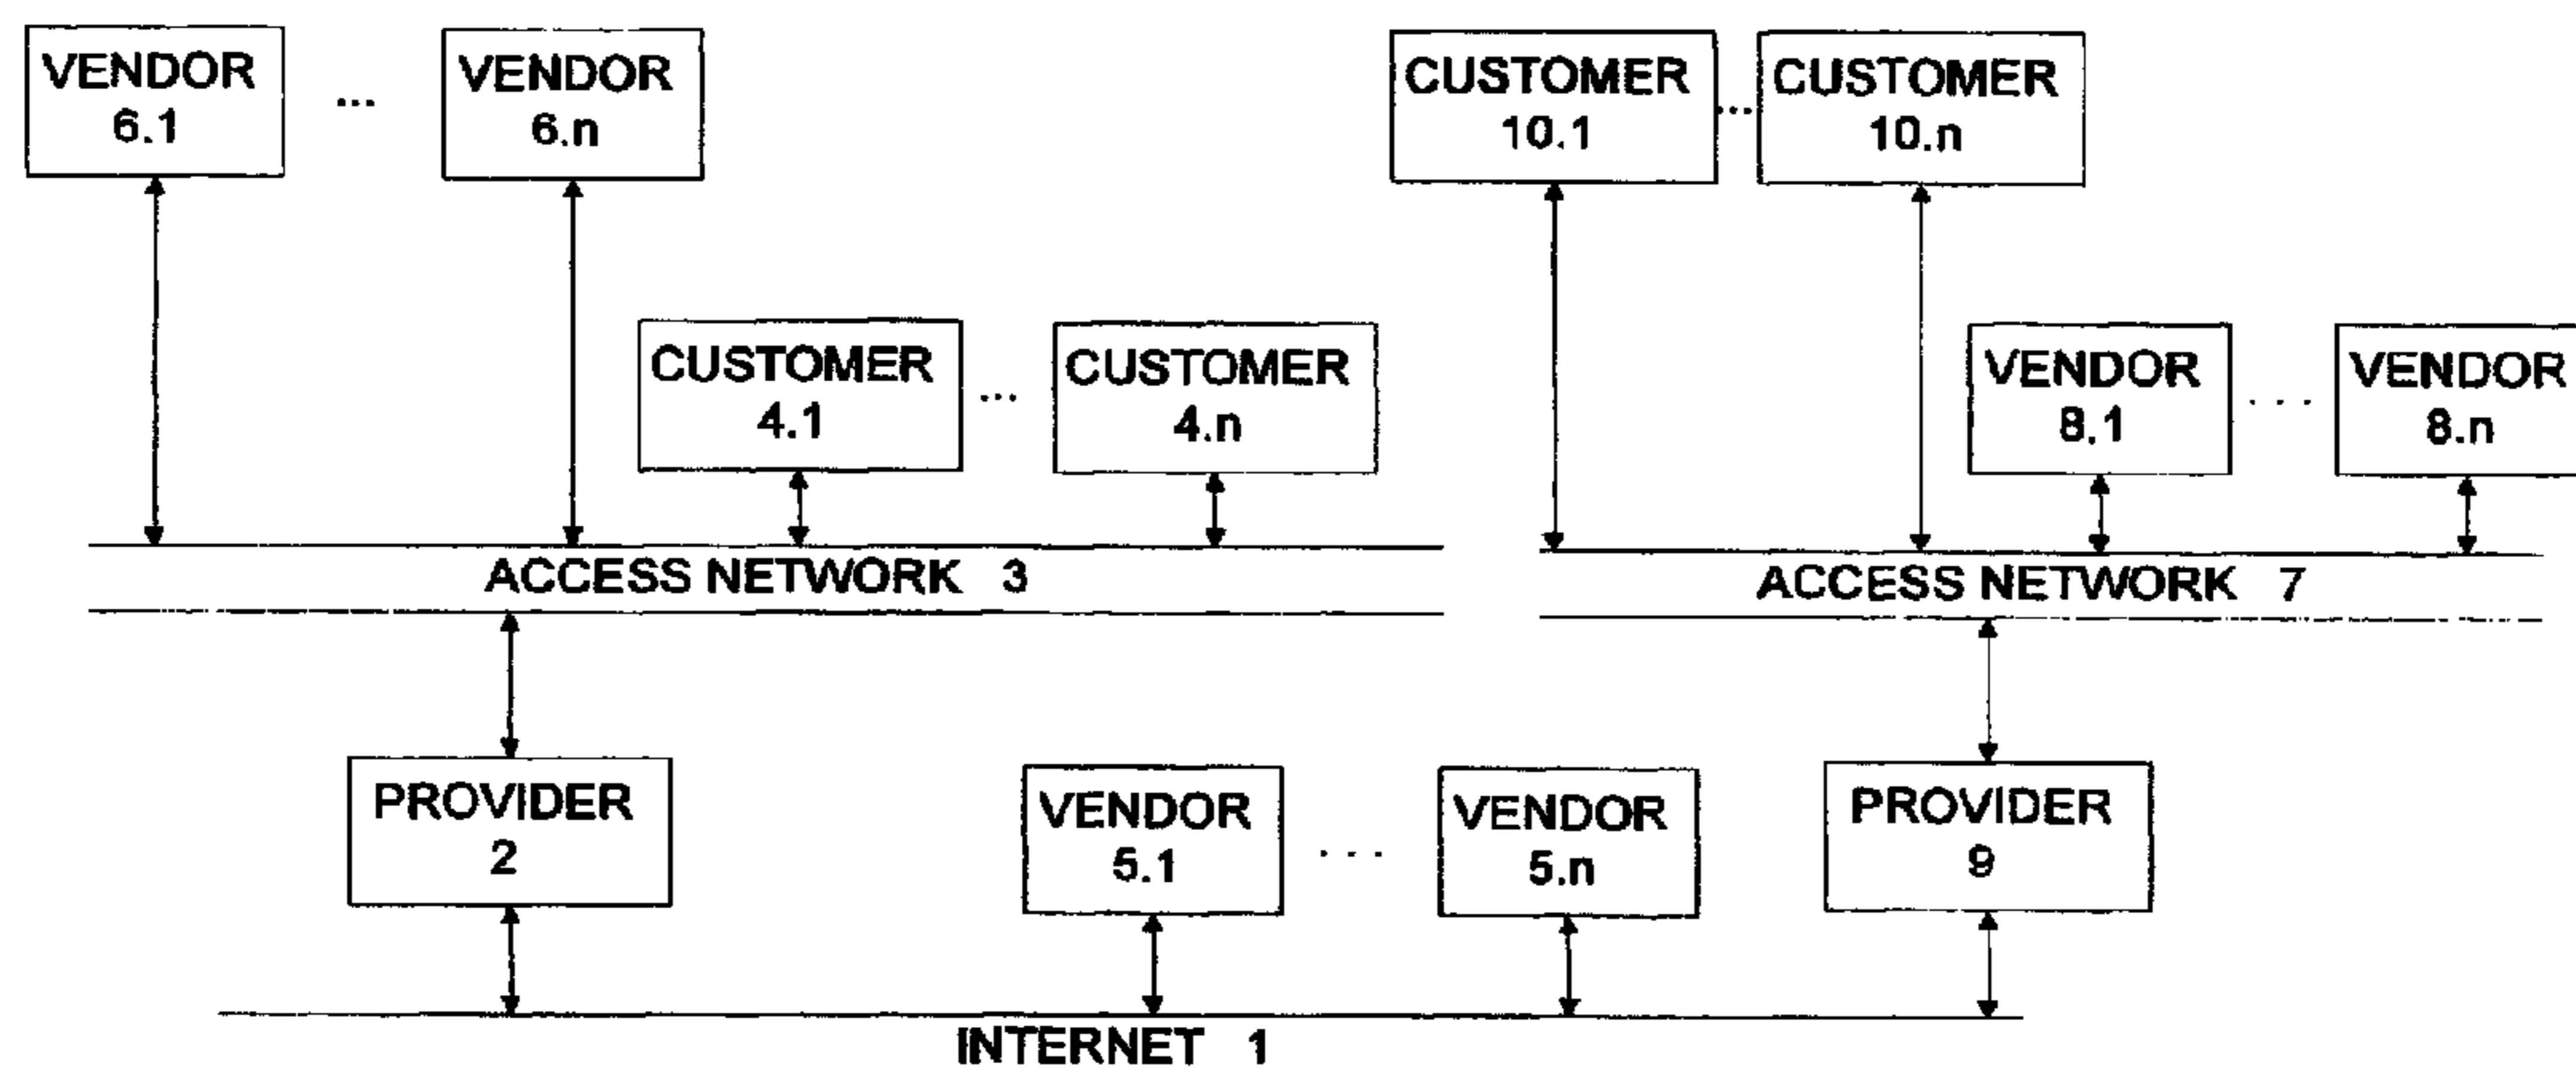 VENDOR
6.1
...
VENDOR
6.n
CUSTOMER
10.1
...
CUSTOMER
10.n
CUSTOMER
4.1
...
CUSTOMER
4.n
VENDOR
8.1
...
VENDOR
8.n
ACCESS NETWORK 3
ACCESS NETWORK 7
PROVIDER
2
VENDOR
5.1
...
VENDOR
5.n
PROVIDER
9
INTERNET 1